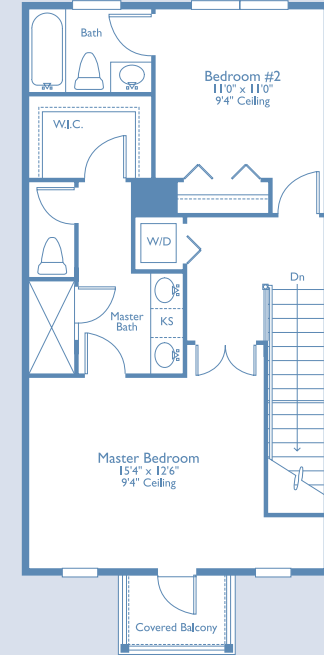 Bath
Bedroom #2
11'0" x 11'0"
9'4" Ceiling
W.I.C.
W/D
Dn
Master
Bath
KS
Master Bedroom
15'4" x 12'6"
9'4" Ceiling
Covered Balcony